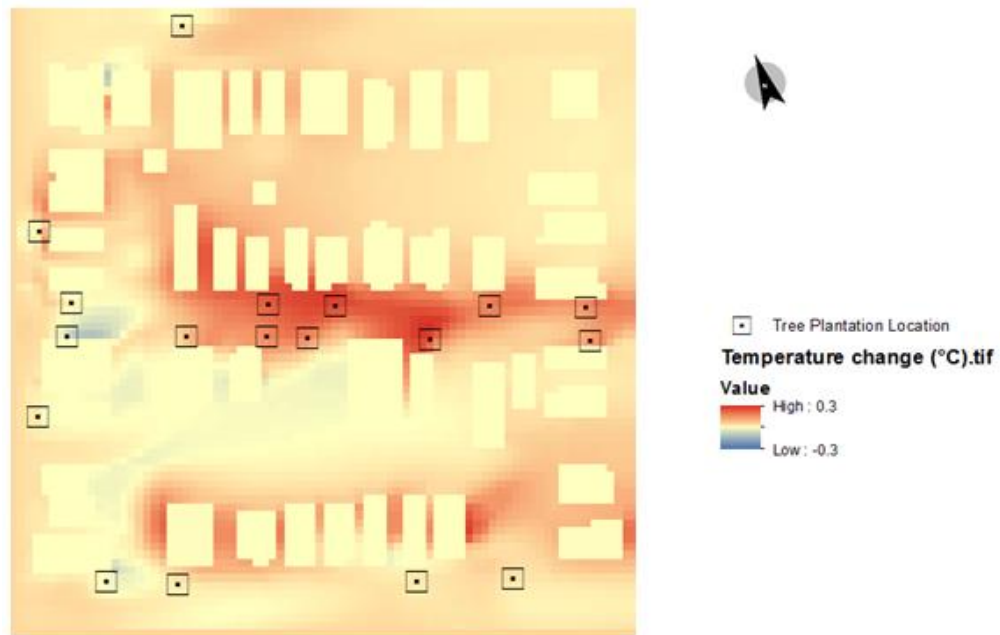 N
Tree Plantation Location
Temperature change (°C).tif
Value
High : 0.3
Low : -0.3